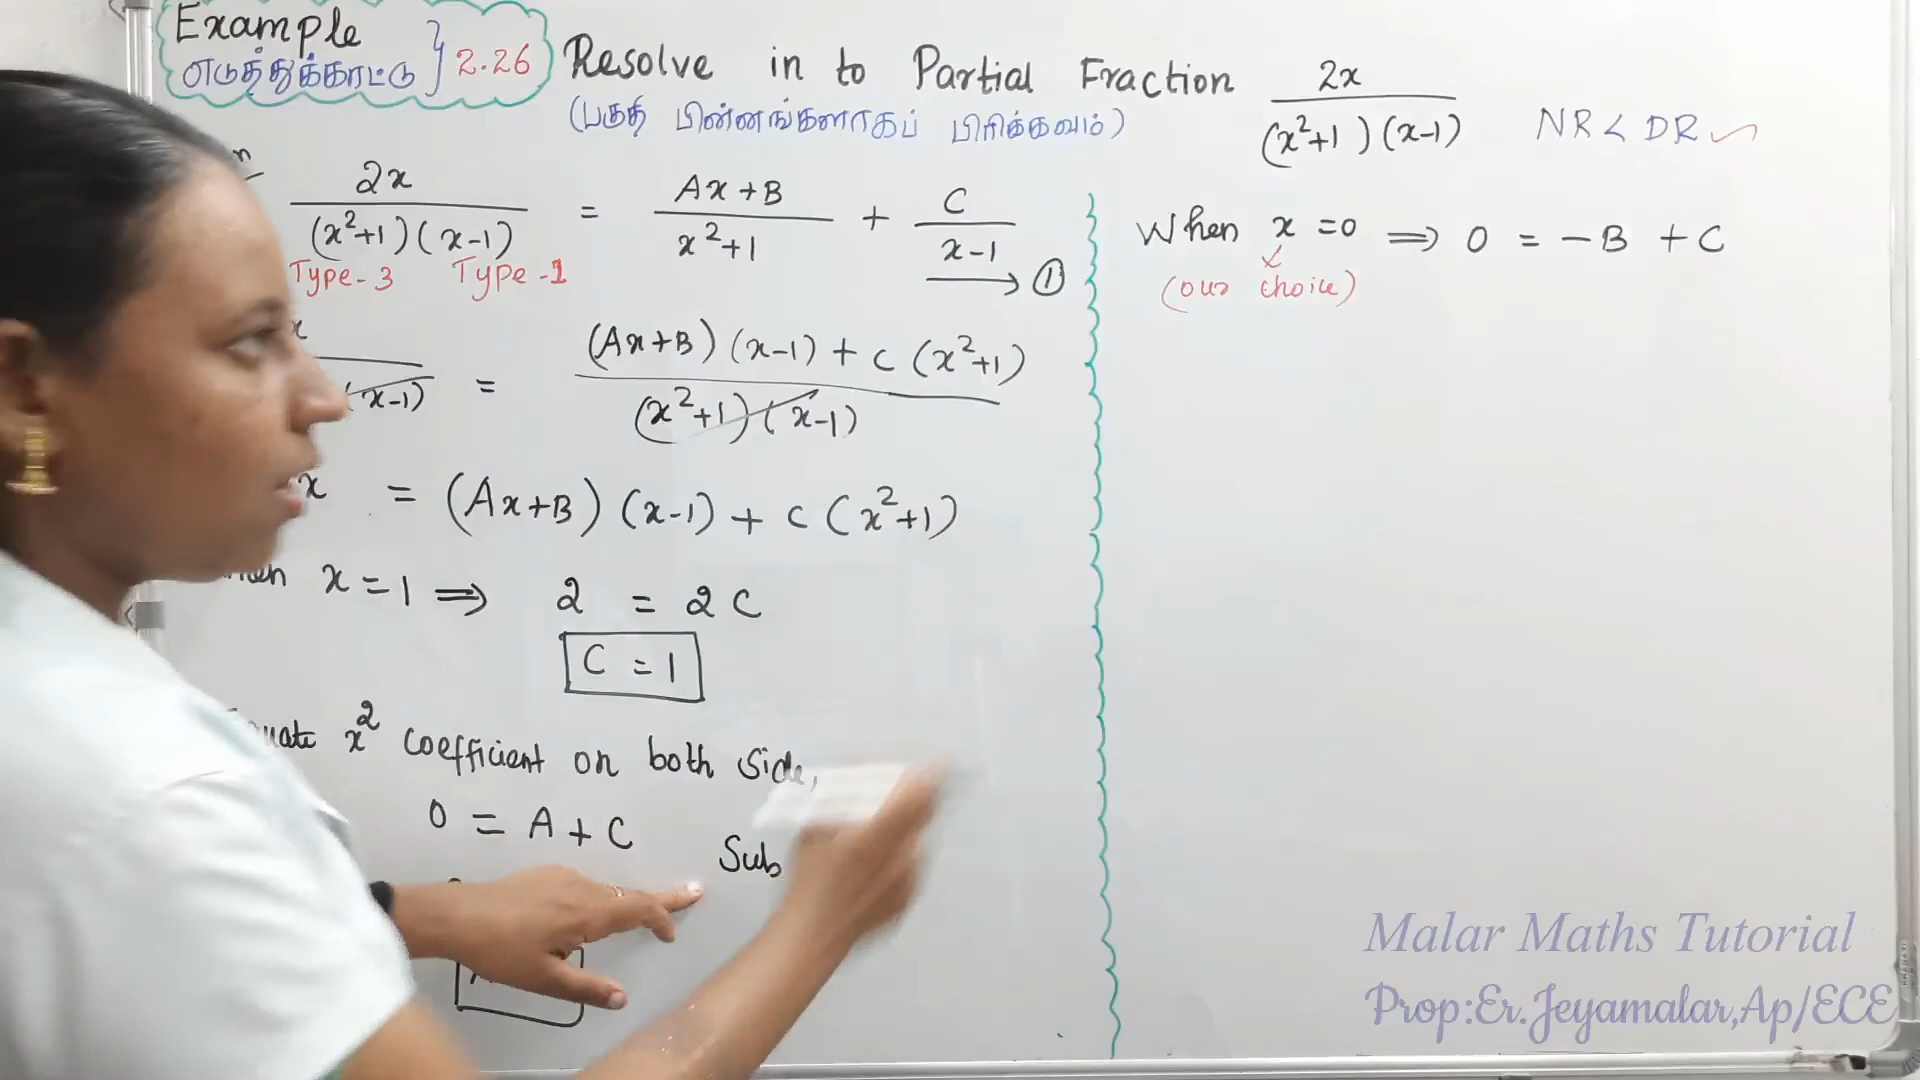 Example
எடுத்துக்காட்டு } 2.26
Resolve in to Partial Fraction 2x / (x²+1)(x-1)
(பகுதி பின்னங்களாகப் பிரிக்கவும்)
NR < DR ✓
2x / (x²+1)(x-1) = Ax+B / x²+1 + C / x-1
Type-3 Type-1
→ ①
x / (x-1) = (Ax+B)(x-1) + C(x²+1) / (x²+1)(x-1)
x = (Ax+B)(x-1) + C(x²+1)
x=1 ⟹ 2 = 2C
C = 1
x² coefficient on both side,
0 = A+C
Sub
When x=0 ⟹ 0 = -B + C
(our choice)
Malar Maths Tutorial
Prop:Er.Jeyamalar,Ap/ECE